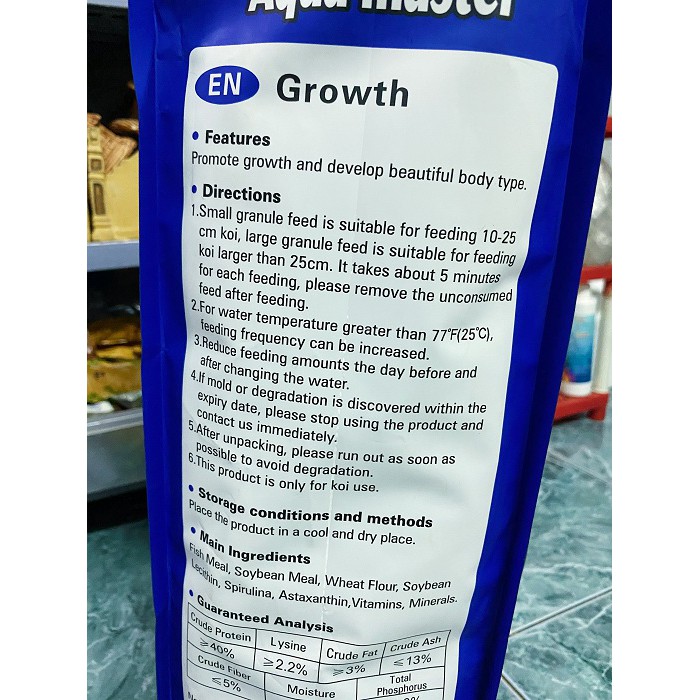 Aqua master
EN Growth
• Features
Promote growth and develop beautiful body type.
• Directions
1.Small granule feed is suitable for feeding 10-25
cm koi, large granule feed is suitable for feeding
koi larger than 25cm. It takes about 5 minutes
for each feeding, please remove the unconsumed
feed after feeding.
2.For water temperature greater than 77°F(25℃),
feeding frequency can be increased.
3.Reduce feeding amounts the day before and
after changing the water.
4.If mold or degradation is discovered within the
expiry date, please stop using the product and
contact us immediately.
5.After unpacking, please run out as soon as
possible to avoid degradation.
6.This product is only for koi use.
• Storage conditions and methods
Place the product in a cool and dry place.
• Main Ingredients
Fish Meal, Soybean Meal, Wheat Flour, Soybean
Lecithin, Spirulina, Astaxanthin,Vitamins, Minerals.
• Guaranteed Analysis
Crude Protein Lysine Crude Fat Crude Ash
≥40% ≥2.2% ≥3% ≤13%
Crude Fiber Moisture Total Phosphorus
≤5%